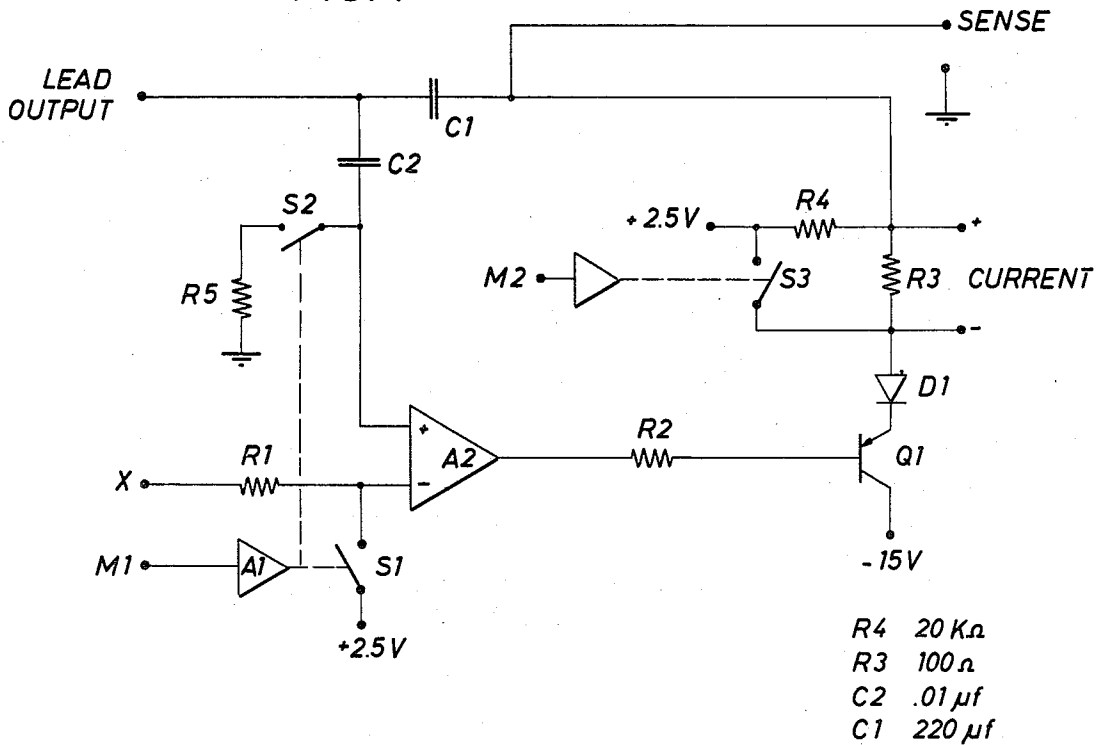 SENSE
LEAD
OUTPUT
C1
C2
S2
R4
+2.5V
+
R5
M2
S3
R3
CURRENT
-
D1
R1
+
A2
R2
Q1
X
-
M1
A1
S1
-15V
+2.5V
R4 20 KΩ
R3 100 Ω
C2 .01 μf
C1 220 μf